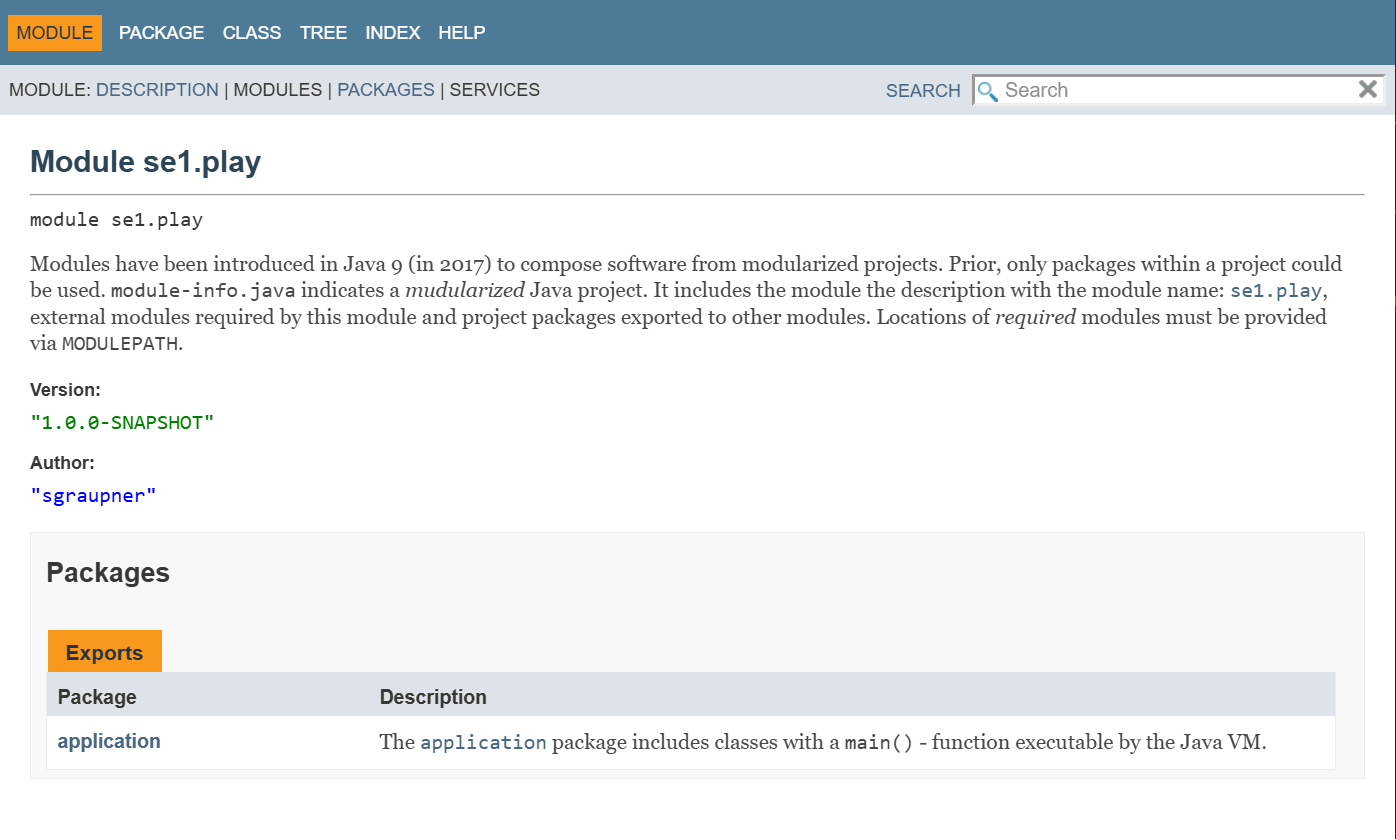 MODULE PACKAGE CLASS TREE INDEX HELP
MODULE: DESCRIPTION | MODULES | PACKAGES | SERVICES SEARCH Search
Module se1.play
module se1.play
Modules have been introduced in Java 9 (in 2017) to compose software from modularized projects. Prior, only packages within a project could
be used. module-info.java indicates a mudularized Java project. It includes the module the description with the module name: se1.play,
external modules required by this module and project packages exported to other modules. Locations of required modules must be provided
via MODULEPATH.
Version:
"1.0.0-SNAPSHOT"
Author:
"sgraupner"
Packages
Exports
Package Description
application The application package includes classes with a main() - function executable by the Java VM.